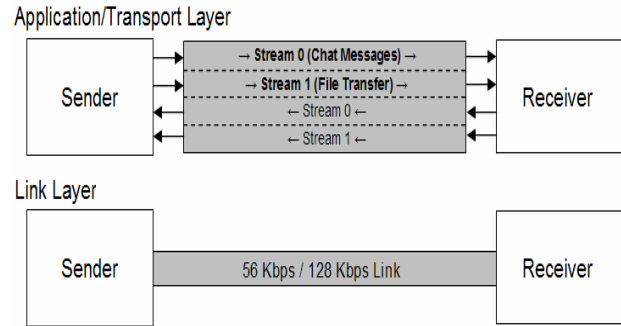 Application/Transport Layer
Sender
→ Stream 0 (Chat Messages) →
→ Stream 1 (File Transfer) →
← Stream 0 ←
← Stream 1 ←
Receiver
Link Layer
Sender
56 Kbps / 128 Kbps Link
Receiver